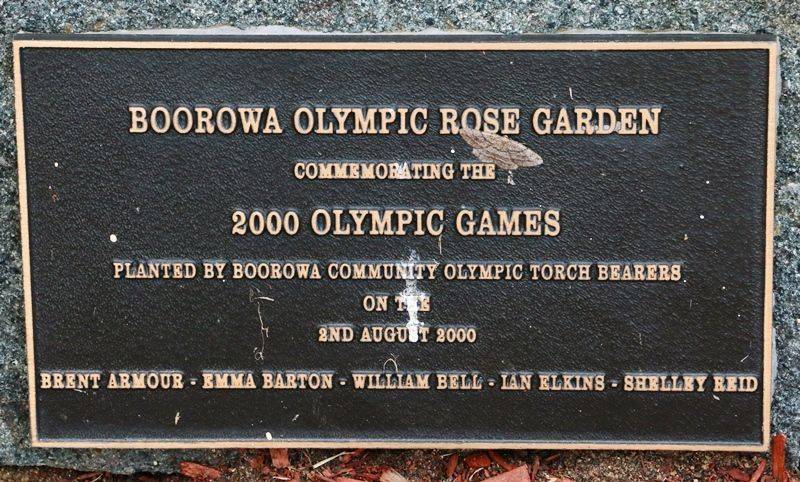 BOOROWA OLYMPIC ROSE GARDEN
COMMEMORATING THE
2000 OLYMPIC GAMES
PLANTED BY BOOROWA COMMUNITY OLYMPIC TORCH BEARERS
ON THE
2ND AUGUST 2000
BRENT ARMOUR - EMMA BARTON - WILLIAM BELL - IAN ELKINS - SHELLEY REID